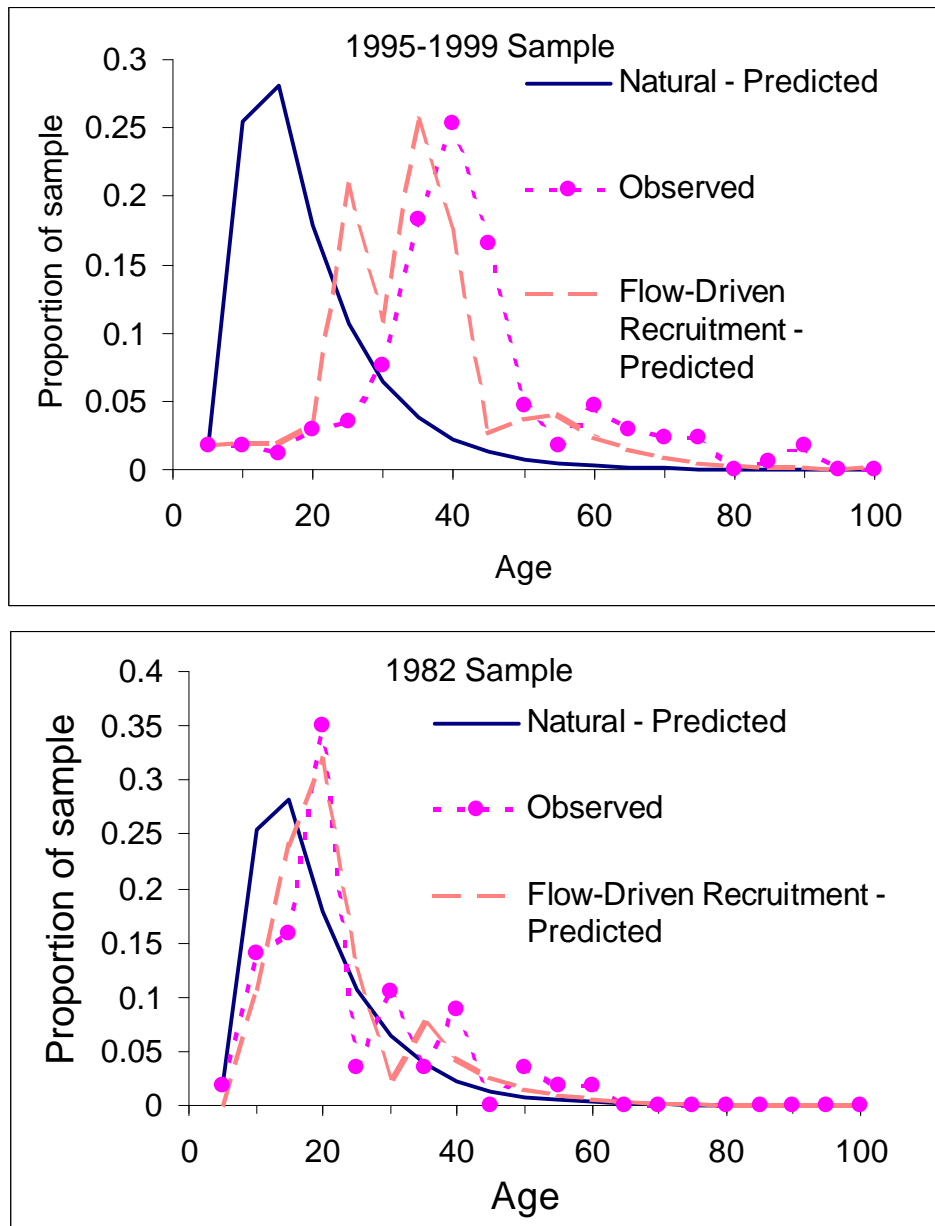 1995-1999 Sample
0.3
0.25
0.2
0.15
0.1
0.05
0
Proportion of sample
Natural - Predicted
Observed
Flow-Driven
Recruitment -
Predicted
0 20 40 60 80 100
Age
1982 Sample
0.4
0.35
0.3
0.25
0.2
0.15
0.1
0.05
0
Proportion of sample
Natural - Predicted
Observed
Flow-Driven Recruitment -
Predicted
0 20 40 60 80 100
Age